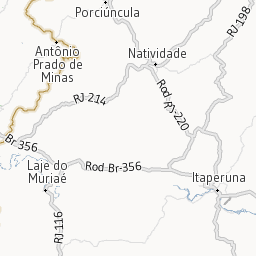 Porciúncula
RJ 198
Antônio
Prado de
Minas
Natividade
RJ 214
Rod RJ-220
Br 356
Rod Br-356
Laje do
Muriaé
Itaperuna
RJ 116